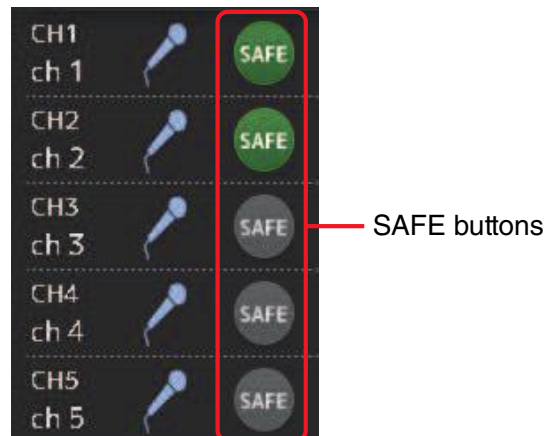 CH1
ch 1
SAFE
CH2
ch 2
SAFE
CH3
ch 3
SAFE
SAFE buttons
CH4
ch 4
SAFE
CH5
ch 5
SAFE